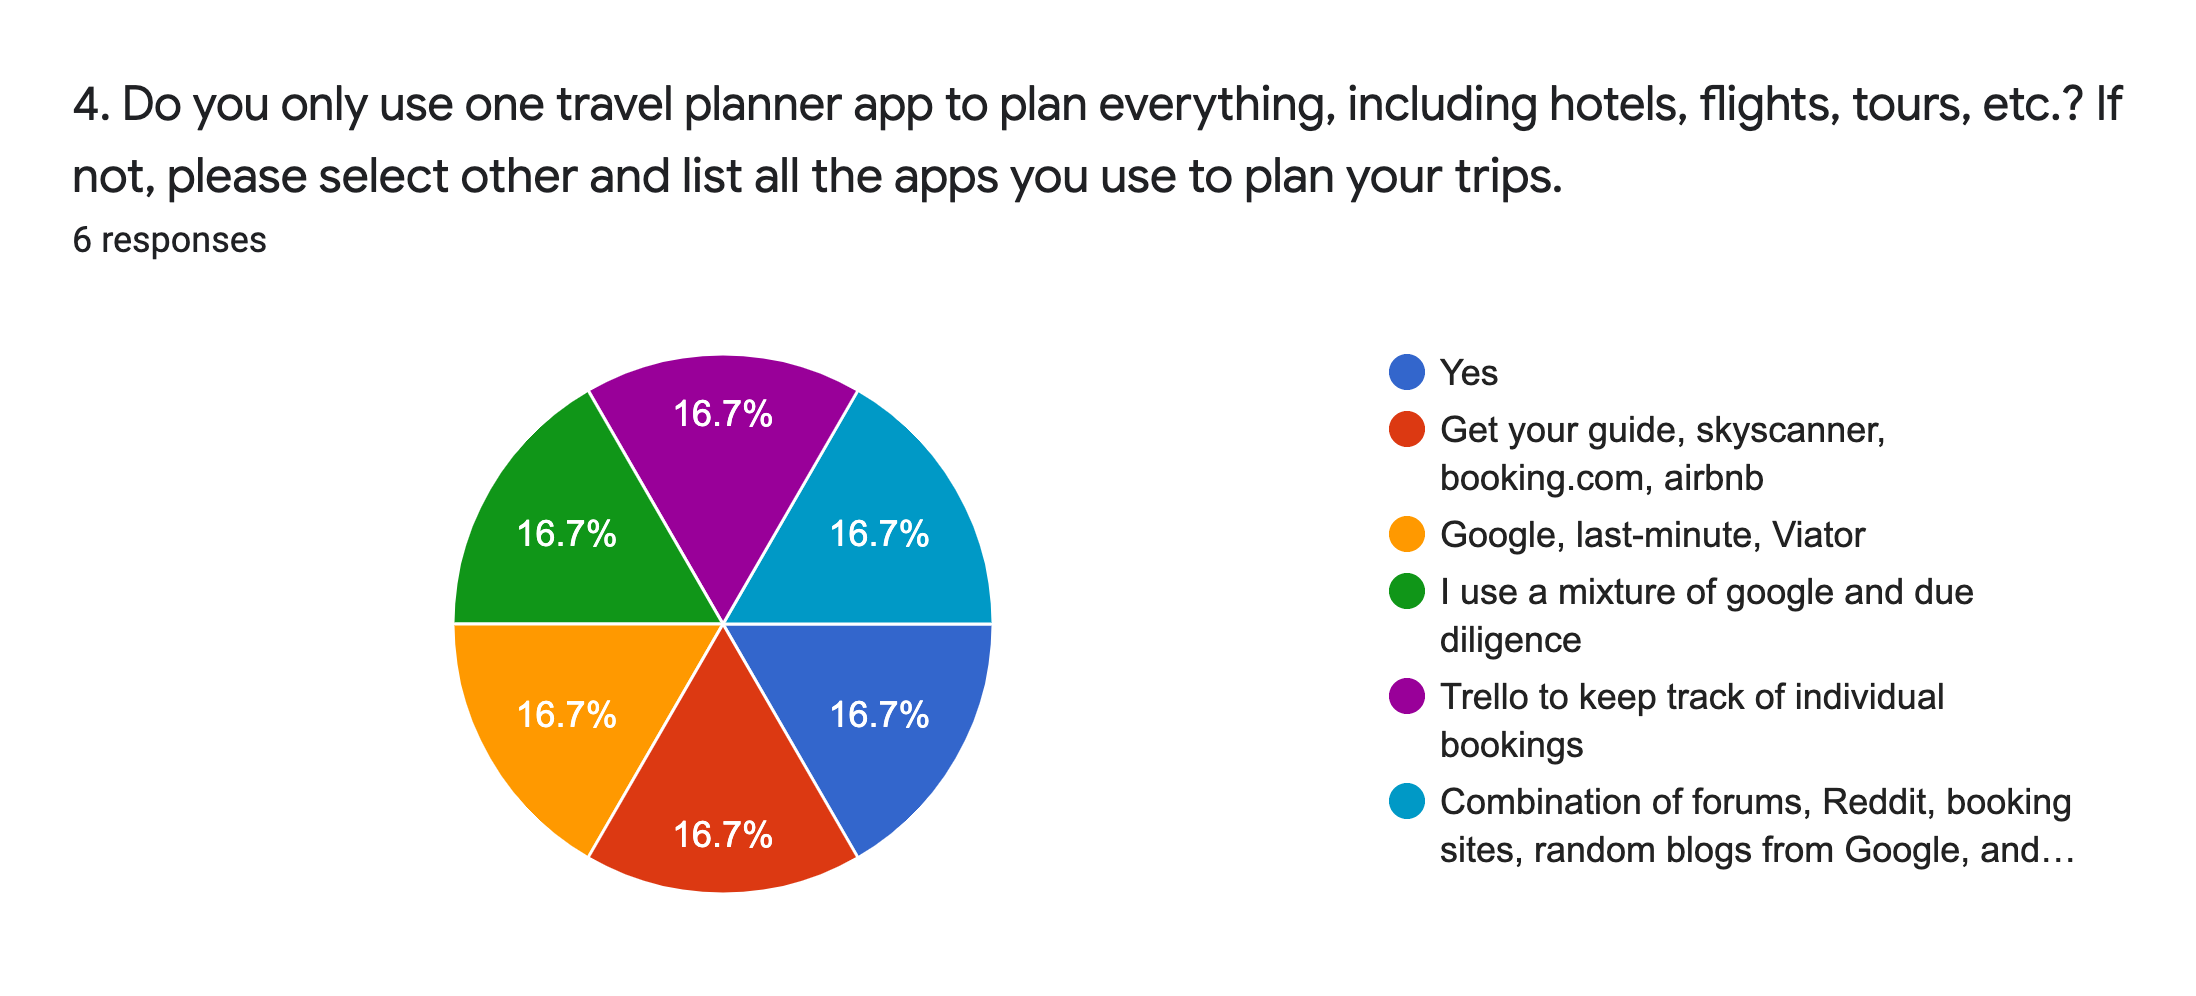 4. Do you only use one travel planner app to plan everything, including hotels, flights, tours, etc.? If
not, please select other and list all the apps you use to plan your trips.
6 responses
16.7%
16.7%
16.7%
16.7%
16.7%
16.7%
Yes
Get your guide, skyscanner,
booking.com, airbnb
Google, last-minute, Viator
I use a mixture of google and due
diligence
Trello to keep track of individual
bookings
Combination of forums, Reddit, booking
sites, random blogs from Google, and…